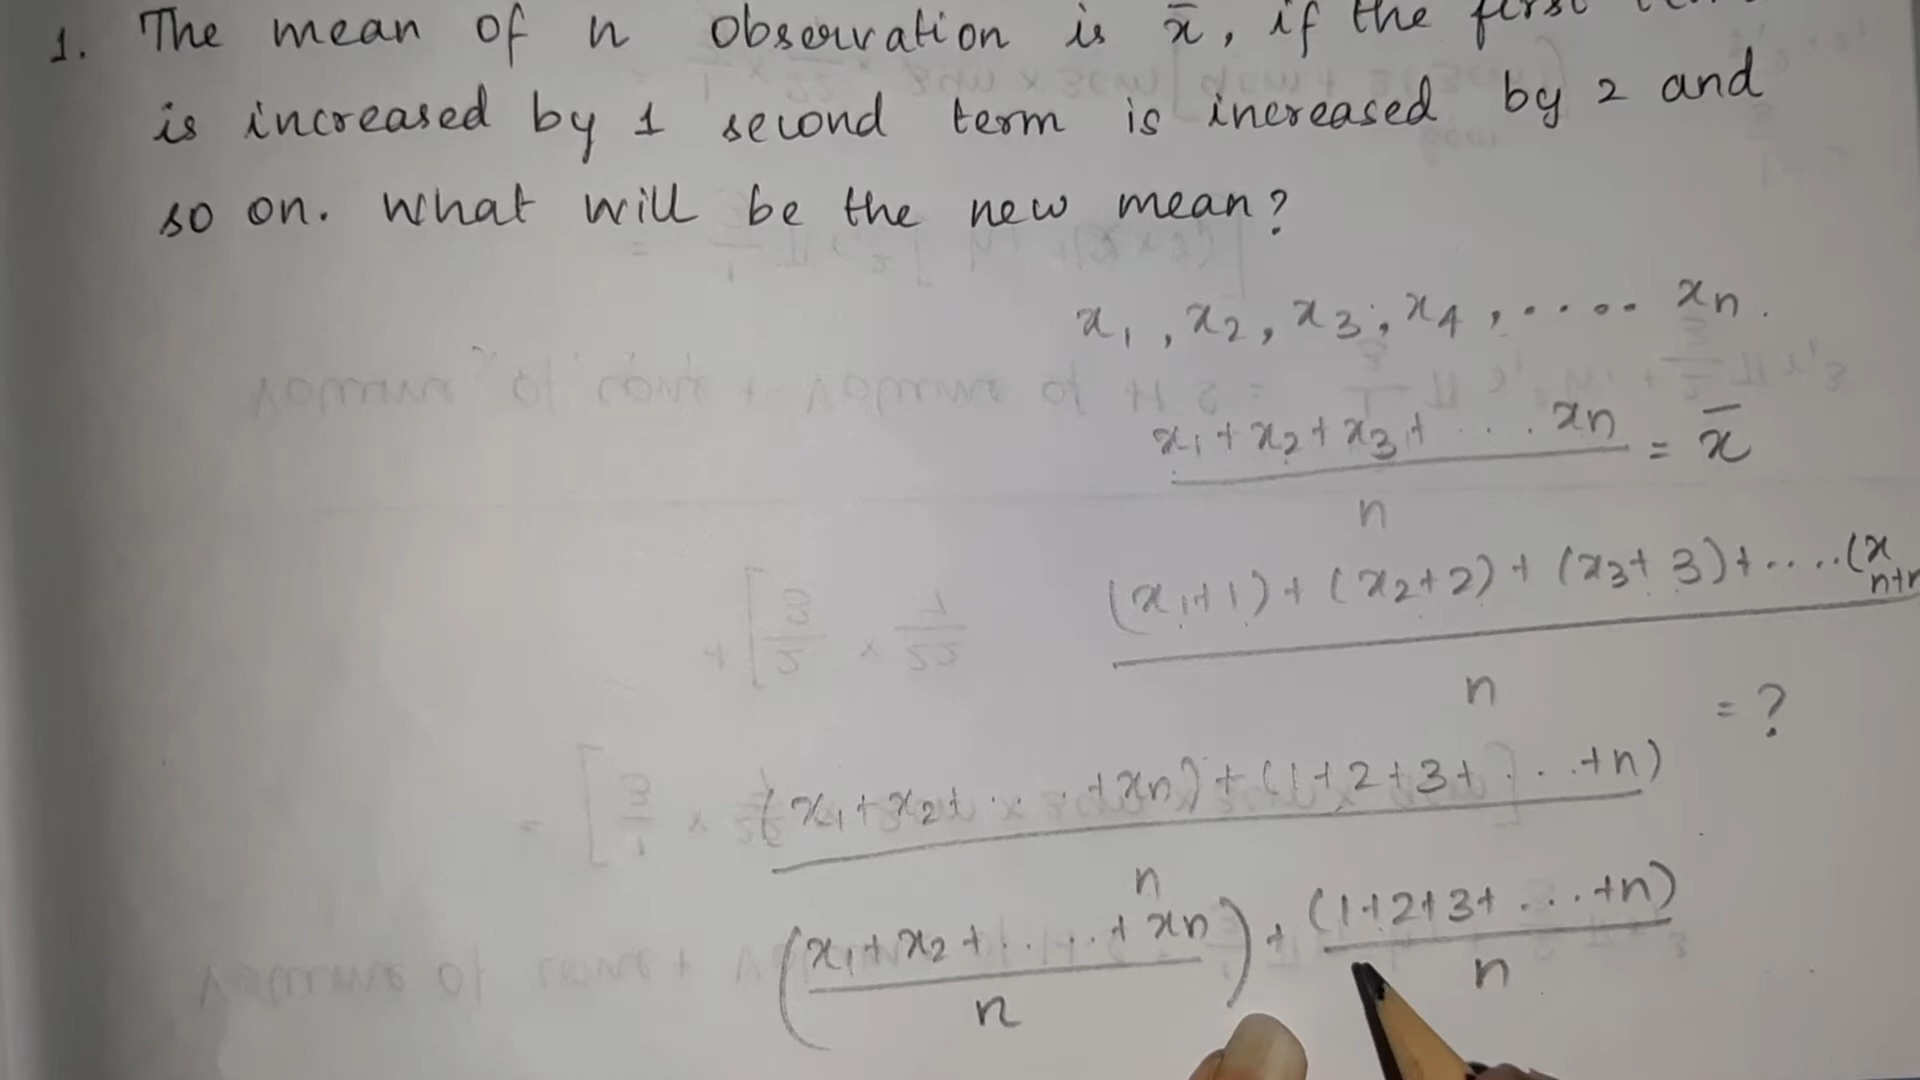 1. The mean of n observation is x̄, if the first
is increased by 1 second term is increased by 2 and
so on. What will be the new mean?
x₁, x₂, x₃, x₄, ..... xₙ.
x₁ + x₂ + x₃ + ... xₙ = x̄
n
(x₁+1) + (x₂+2) + (x₃+3) + ....(x n+n
n
= ?
(x₁ + x₂ + ... + xₙ) + (1+2+3+ ... +n)
n
(x₁ + x₂ + ..... + xₙ) + (1+2+3+ ... +n)
n n